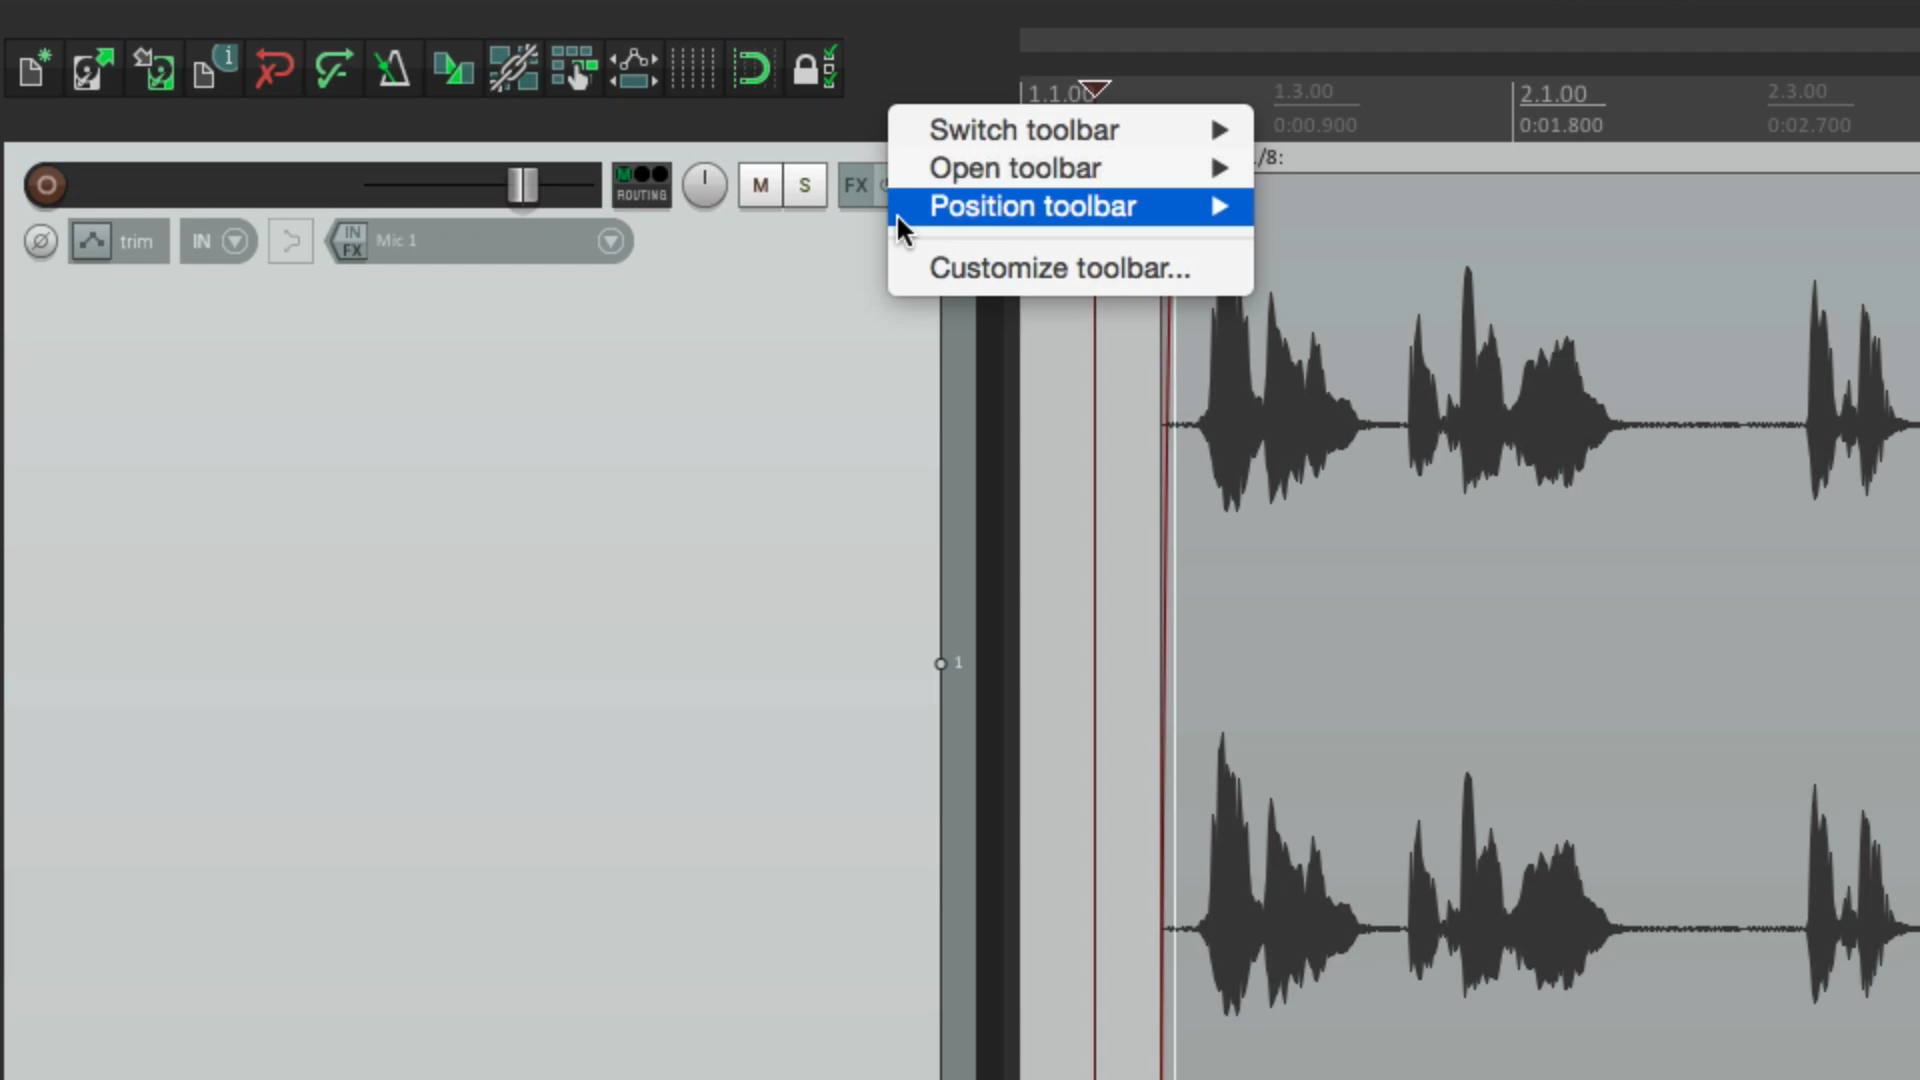 i
1.1.00
1.3.00
2.1.00
2.3.00
0:00.900
0:01.800
0:02.700
Switch toolbar
Open toolbar
Position toolbar
Customize toolbar...
/8:
M
ROUTING
M
S
FX
trim
IN
IN
FX
Mic 1
1